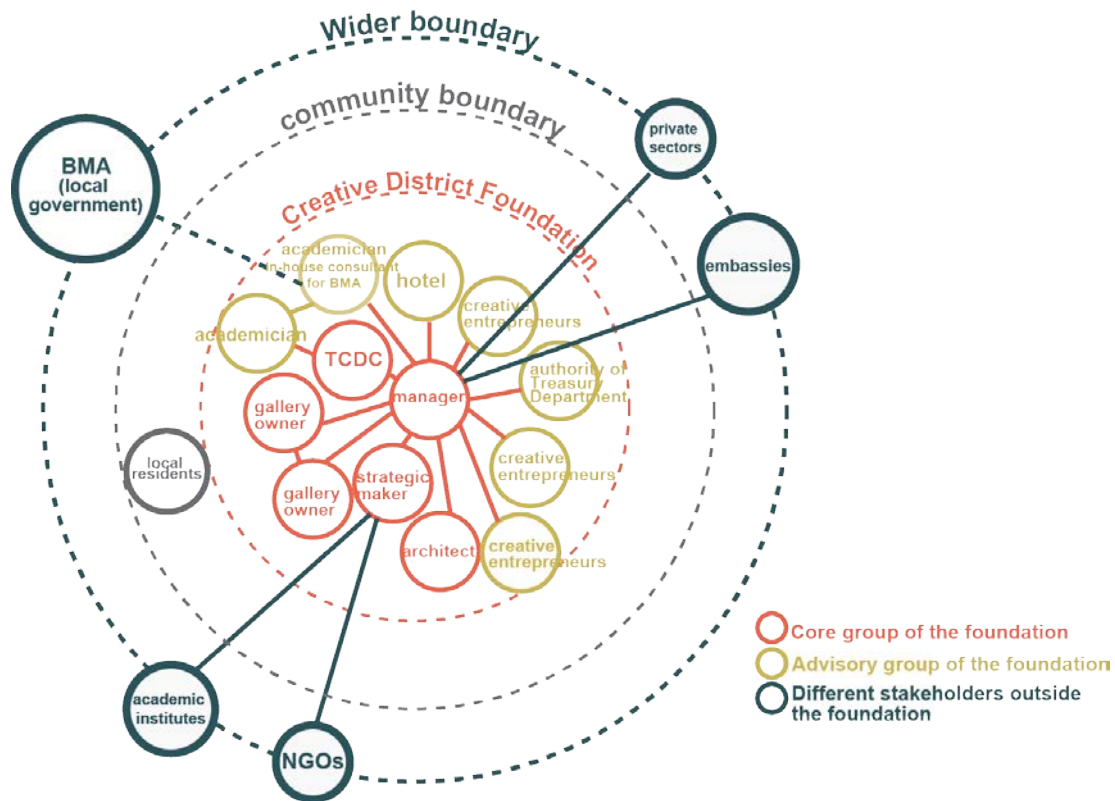 Wider boundary
community boundary
Creative District Foundation
BMA
(local
government)
private
sectors
embassies
academician
in-house consultant
for BMA
hotel
creative
entrepreneurs
academician
TCDC
manager
authority of
Treasury
Department
gallery
owner
local
residents
gallery
owner
strategic
maker
creative
entrepreneurs
architect
creative
entrepreneurs
academic
institutes
NGOs
Core group of the foundation
Advisory group of the foundation
Different stakeholders outside
the foundation